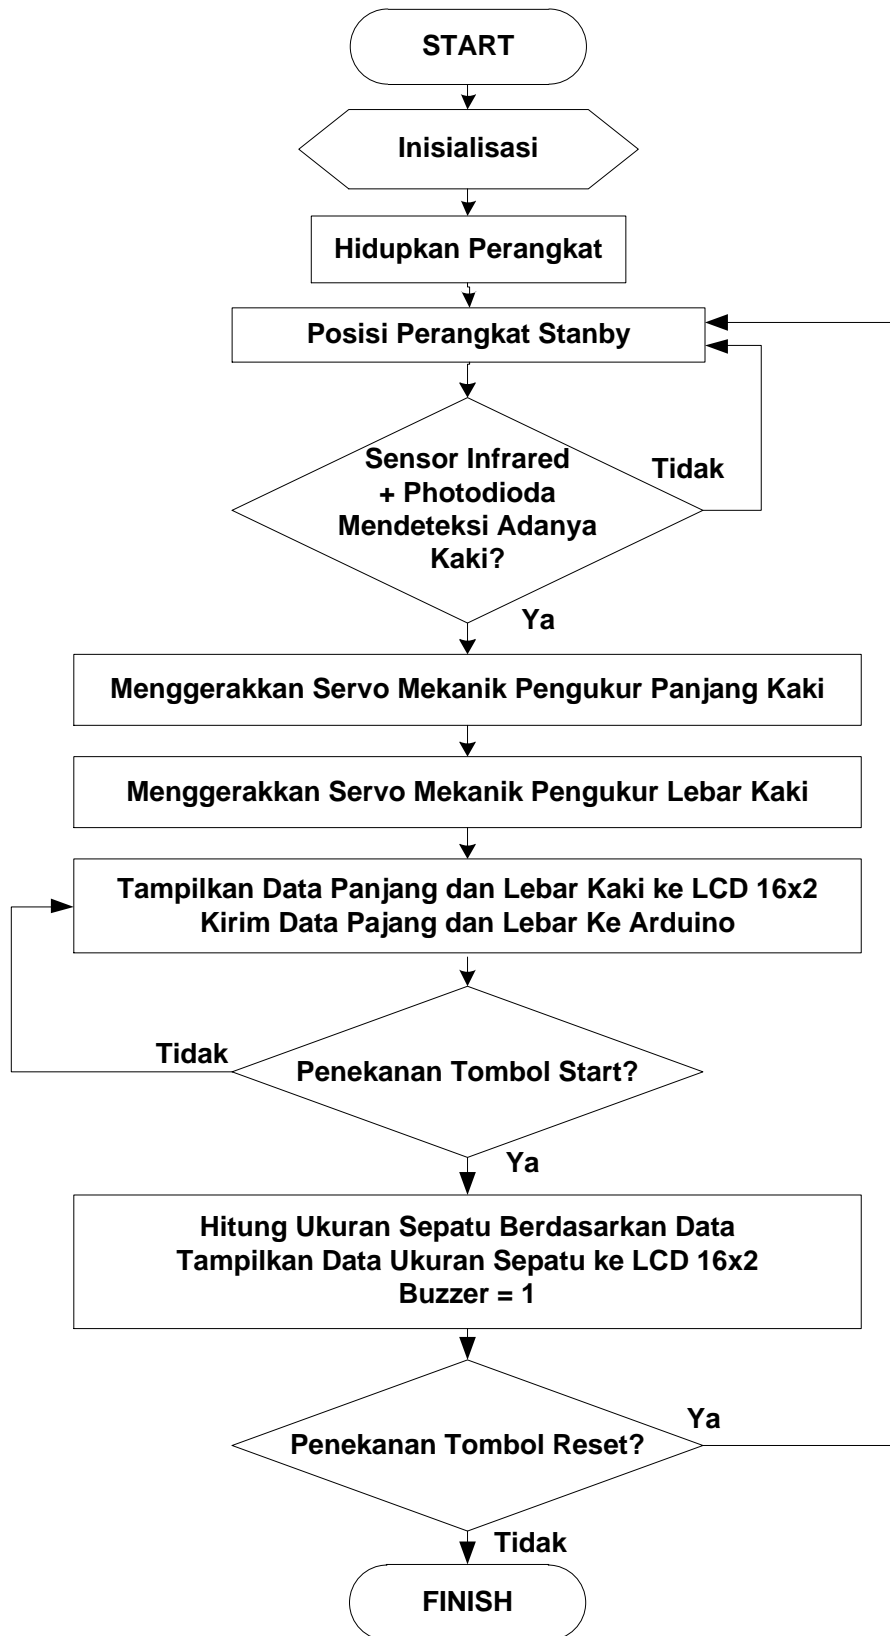 START
Inisialisasi
Hidupkan Perangkat
Posisi Perangkat Stanby
Sensor Infrared
+ Photodioda
Mendeteksi Adanya
Kaki?
Tidak
Ya
Menggerakkan Servo Mekanik Pengukur Panjang Kaki
Menggerakkan Servo Mekanik Pengukur Lebar Kaki
Tampilkan Data Panjang dan Lebar Kaki ke LCD 16x2
Kirim Data Pajang dan Lebar Ke Arduino
Tidak
Penekanan Tombol Start?
Ya
Hitung Ukuran Sepatu Berdasarkan Data
Tampilkan Data Ukuran Sepatu ke LCD 16x2
Buzzer = 1
Penekanan Tombol Reset?
Ya
Tidak
FINISH